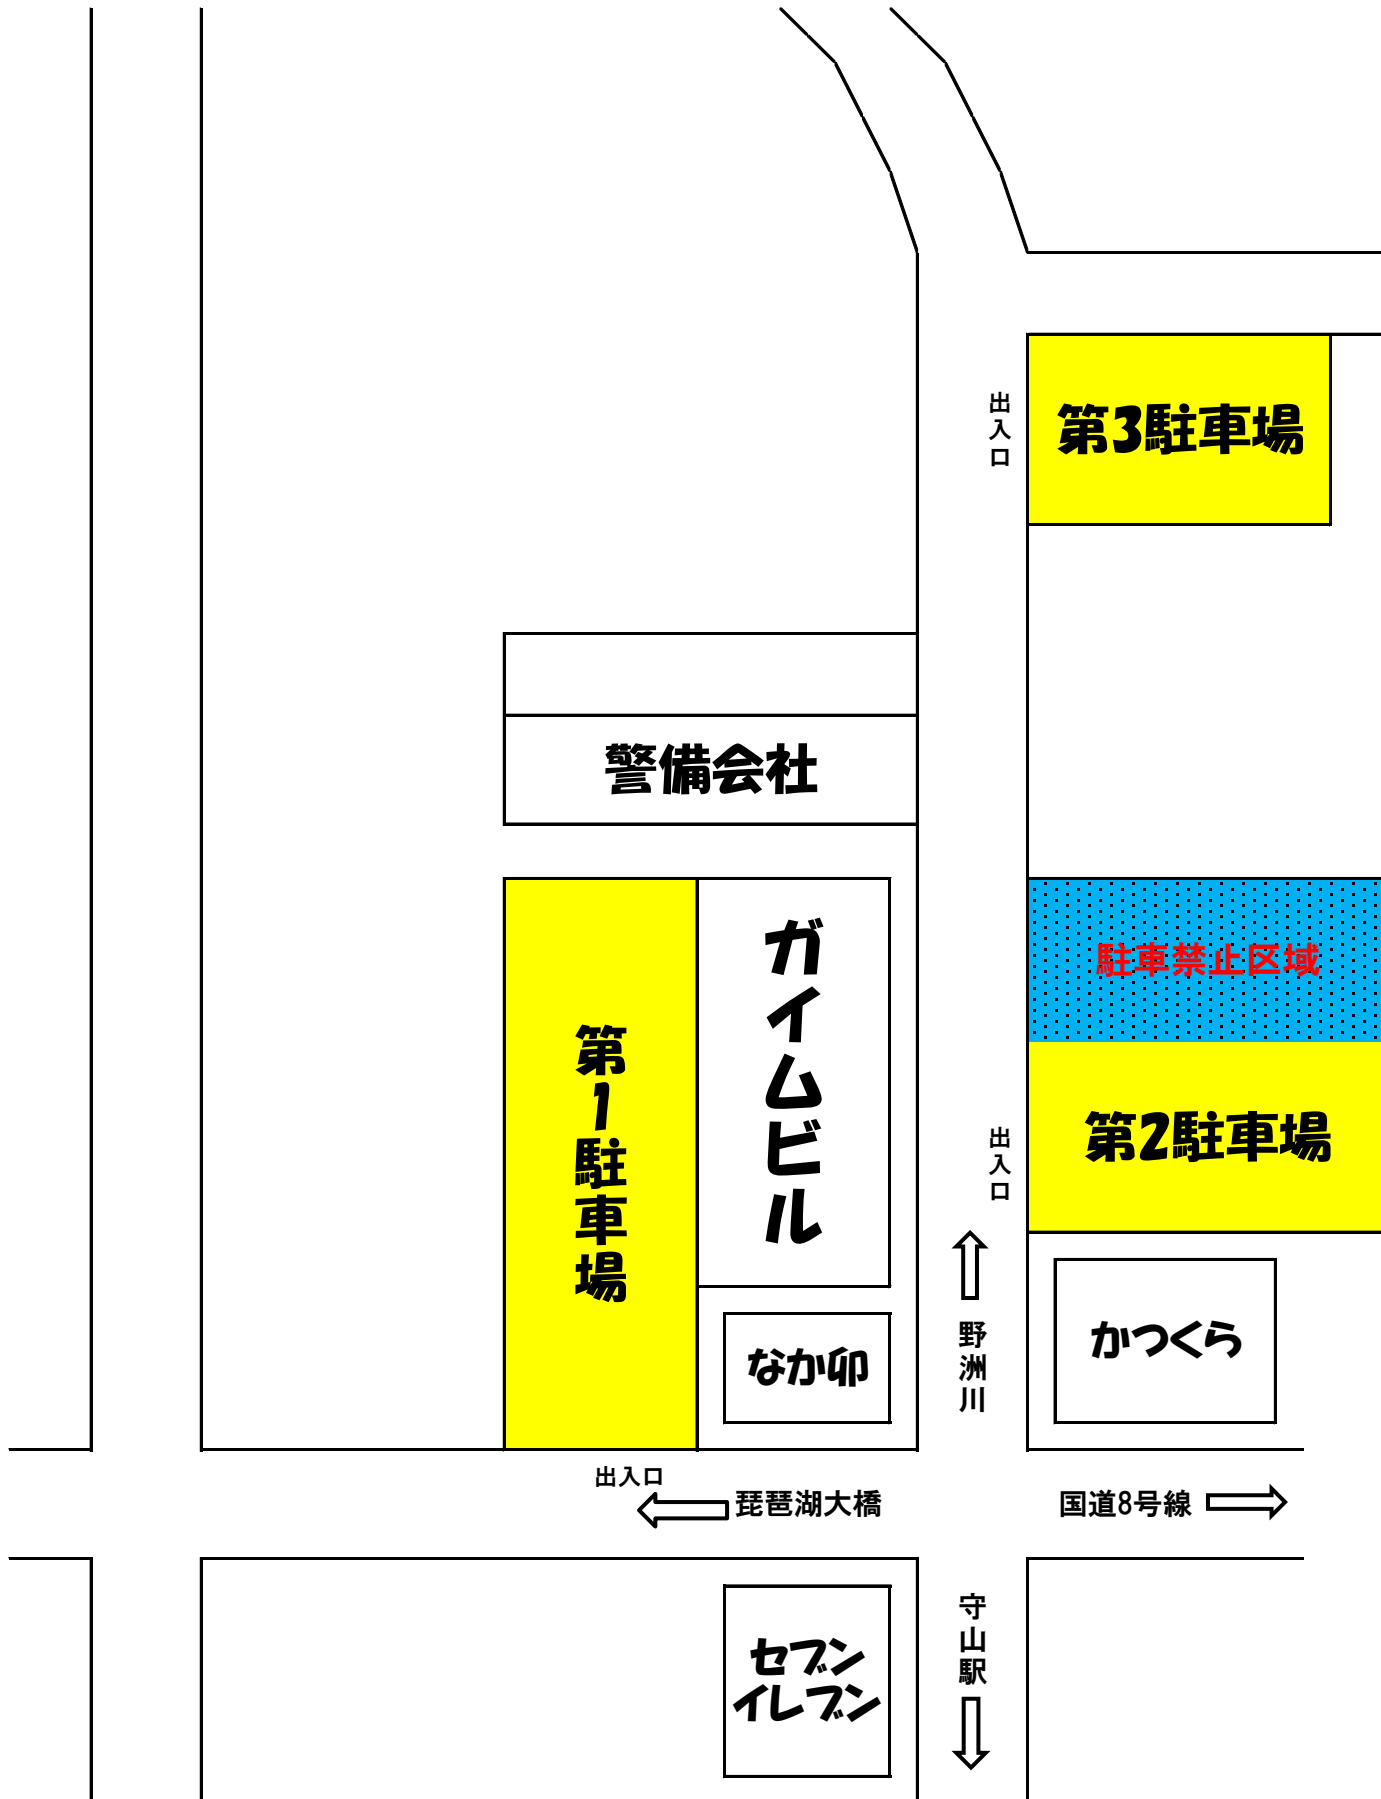 出入口
第3駐車場
警備会社
ガイムビル
第1駐車場
駐車禁止区域
出入口
第2駐車場
なか卯
野洲川
かつくら
出入口
琵琶湖大橋
国道8号線
守山駅
セブン
イレブン